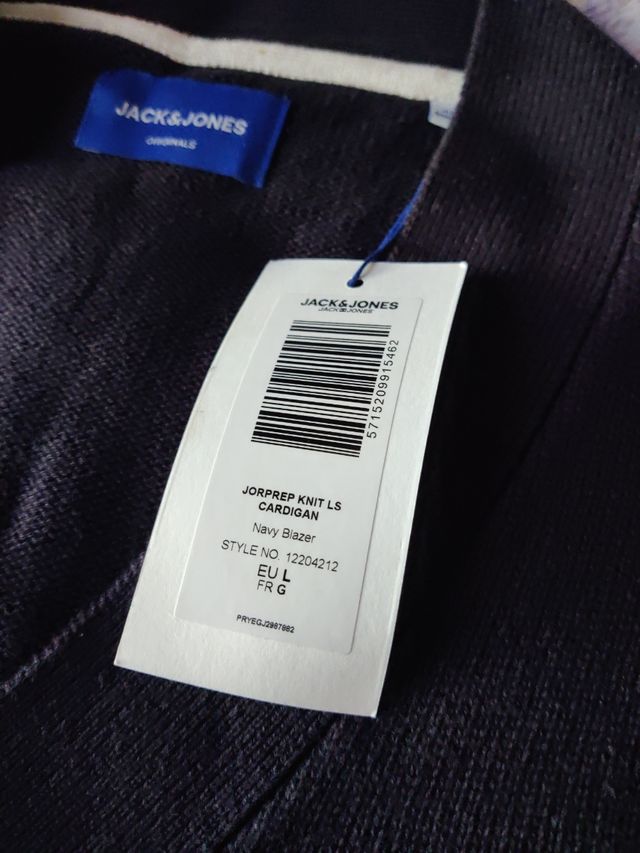 JACK&JONES
ORIGINALS
JACK&JONES
JACK&JONES
5715209915462
JORPREP KNIT LS
CARDIGAN
Navy Blazer
STYLE NO. 12204212
EU L
FR G
PRYEGJ2987882